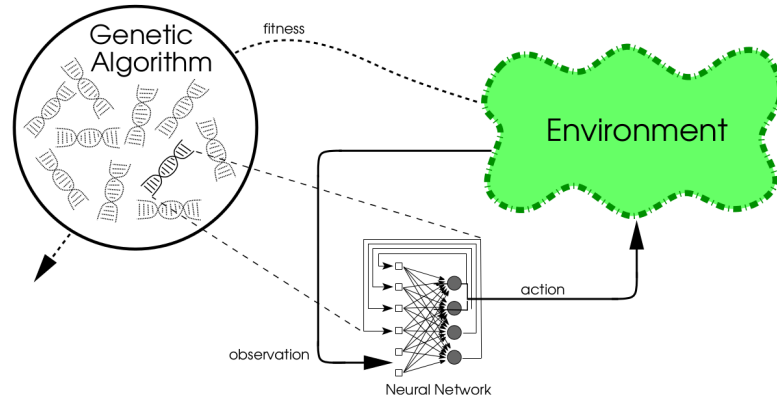 Genetic
Algorithm
fitness
Environment
action
observation
Neural Network